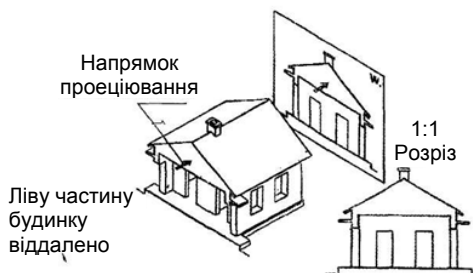 Напрямок
проеціювання
W,
1:1
Розріз
Ліву частину
будинку
віддалено